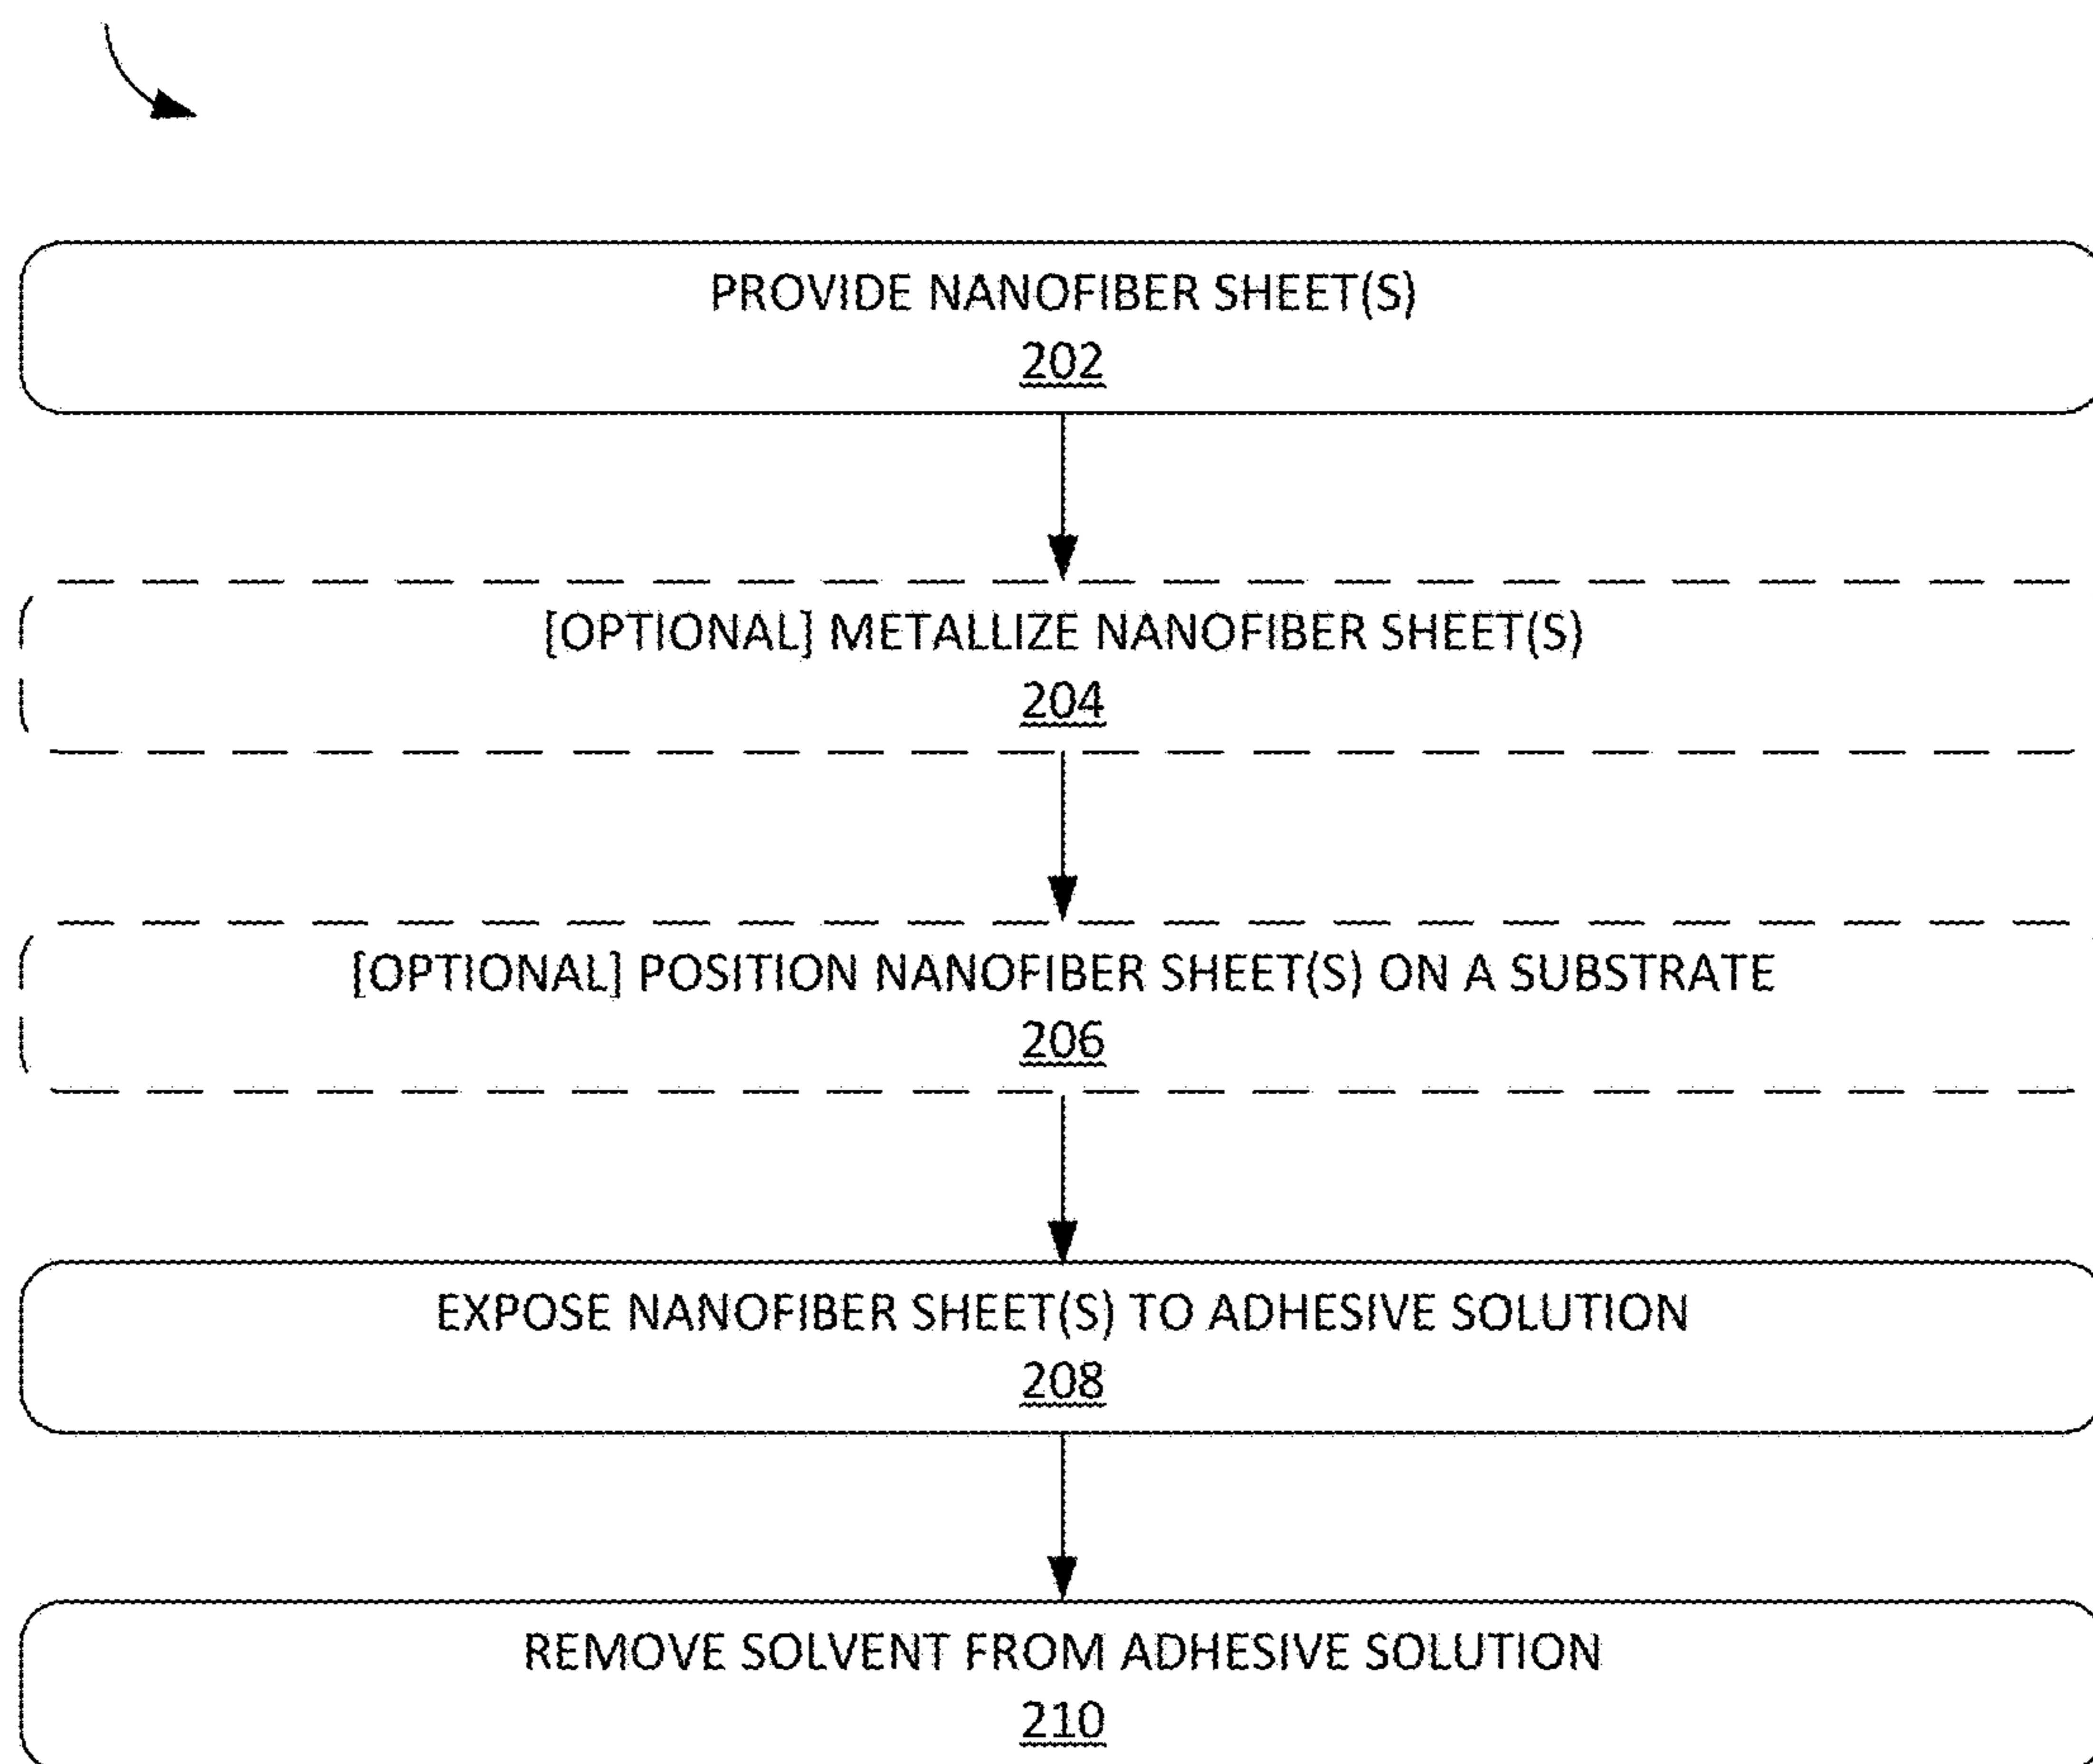 PROVIDE NANOFIBER SHEET(S)
202
[OPTIONAL] METALLIZE NANOFIBER SHEET(S)
204
[OPTIONAL] POSITION NANOFIBER SHEET(S) ON A SUBSTRATE
206
EXPOSE NANOFIBER SHEET(S) TO ADHESIVE SOLUTION
208
REMOVE SOLVENT FROM ADHESIVE SOLUTION
210